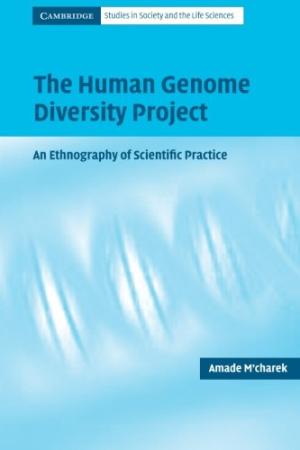 CAMBRIDGE Studies in Society and the Life Sciences
The Human Genome
Diversity Project
An Ethnography of Scientific Practice
Amade M'charek